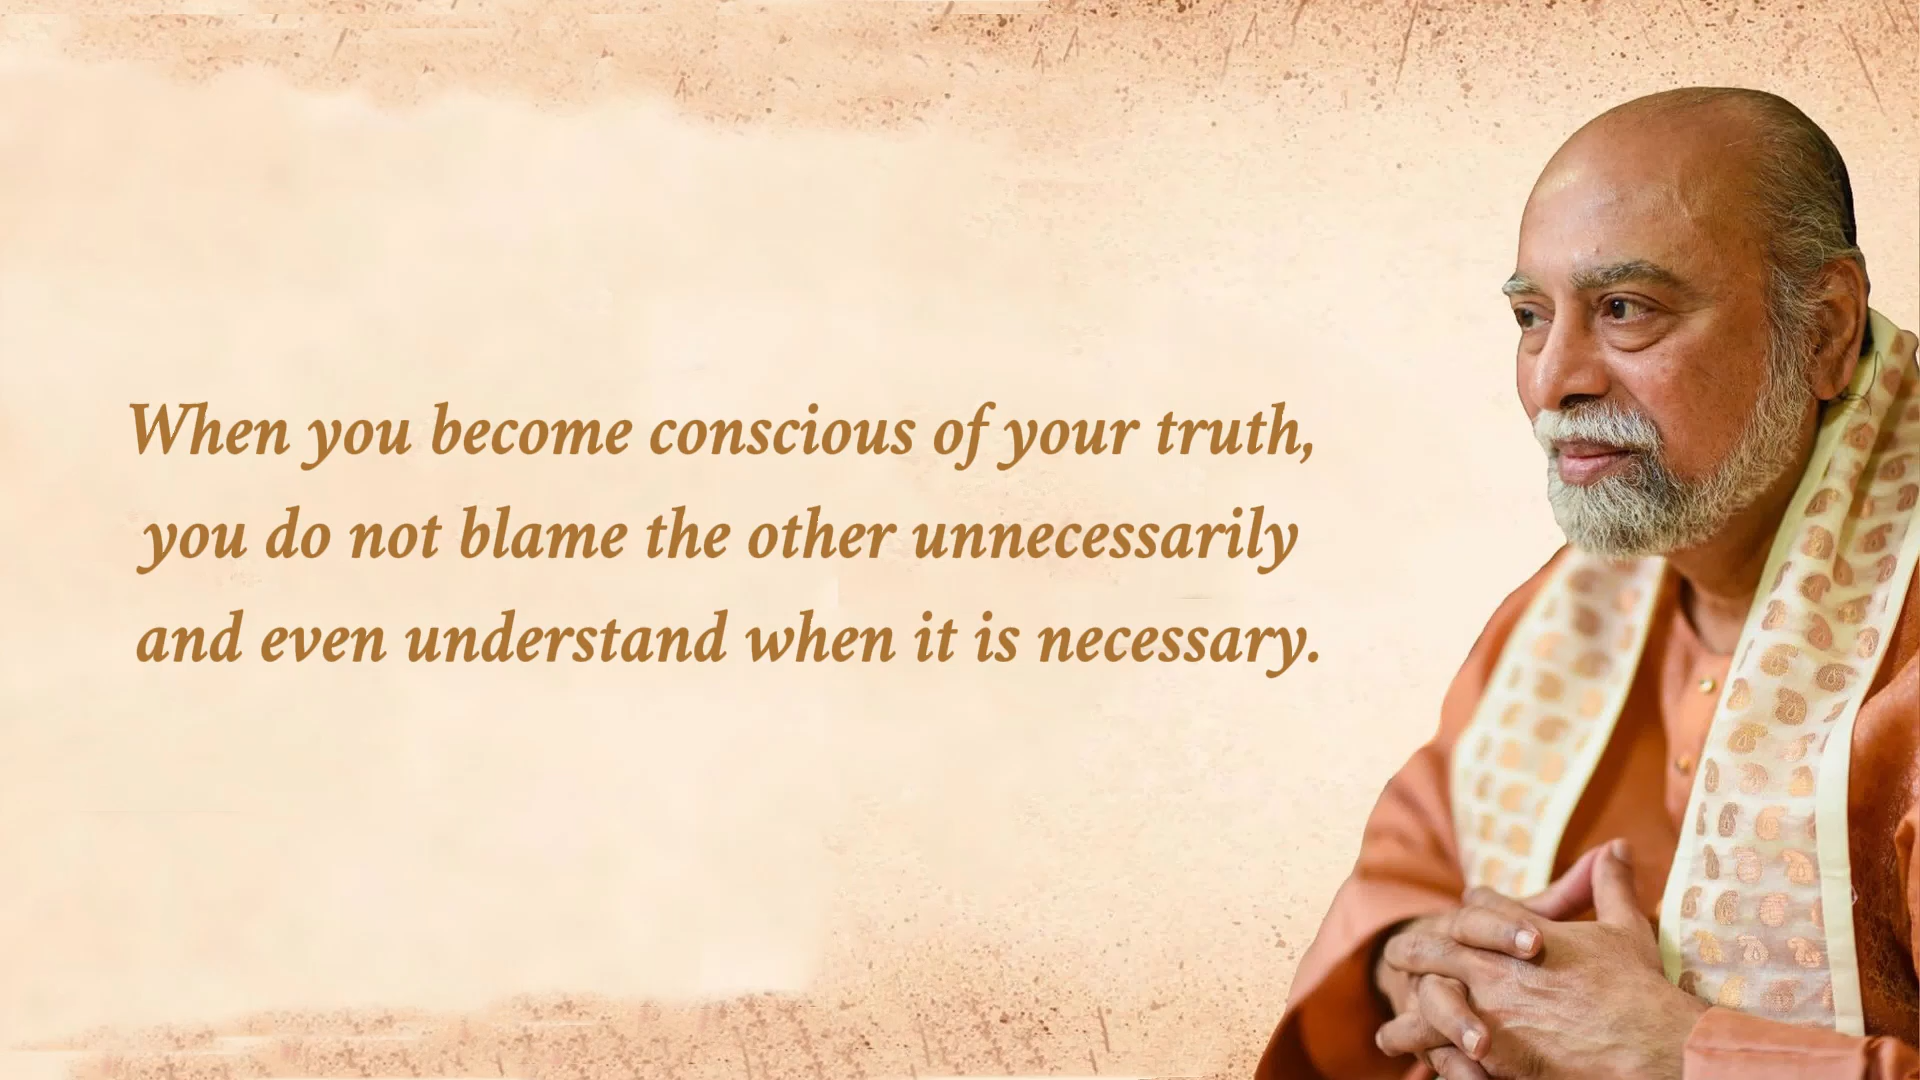 When you become conscious of your truth,
you do not blame the other unnecessarily
and even understand when it is necessary.